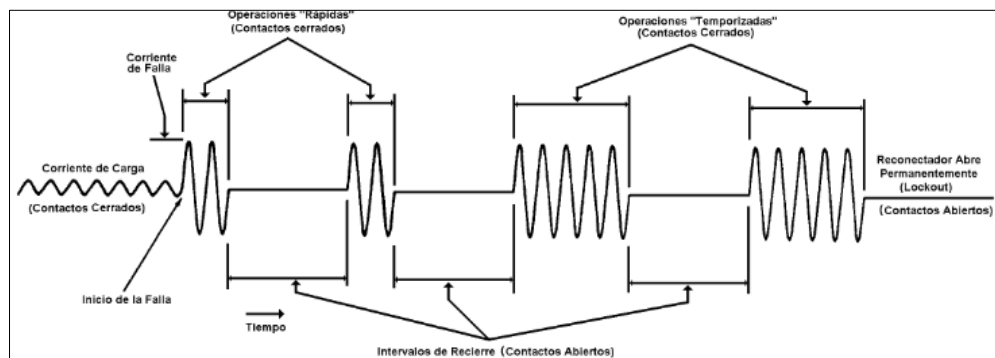 Operaciones "Rápidas"
(Contactos cerrados)
Operaciones "Temporizadas"
(Contactos Cerrados)
Corriente
de Falla
Corriente de Carga
(Contactos Cerrados)
Reconectador Abre
Permanentemente
(Lockout)
(Contactos Abiertos)
Inicio de la Falla
Tiempo
Intervalos de Recierre (Contactos Abiertos)